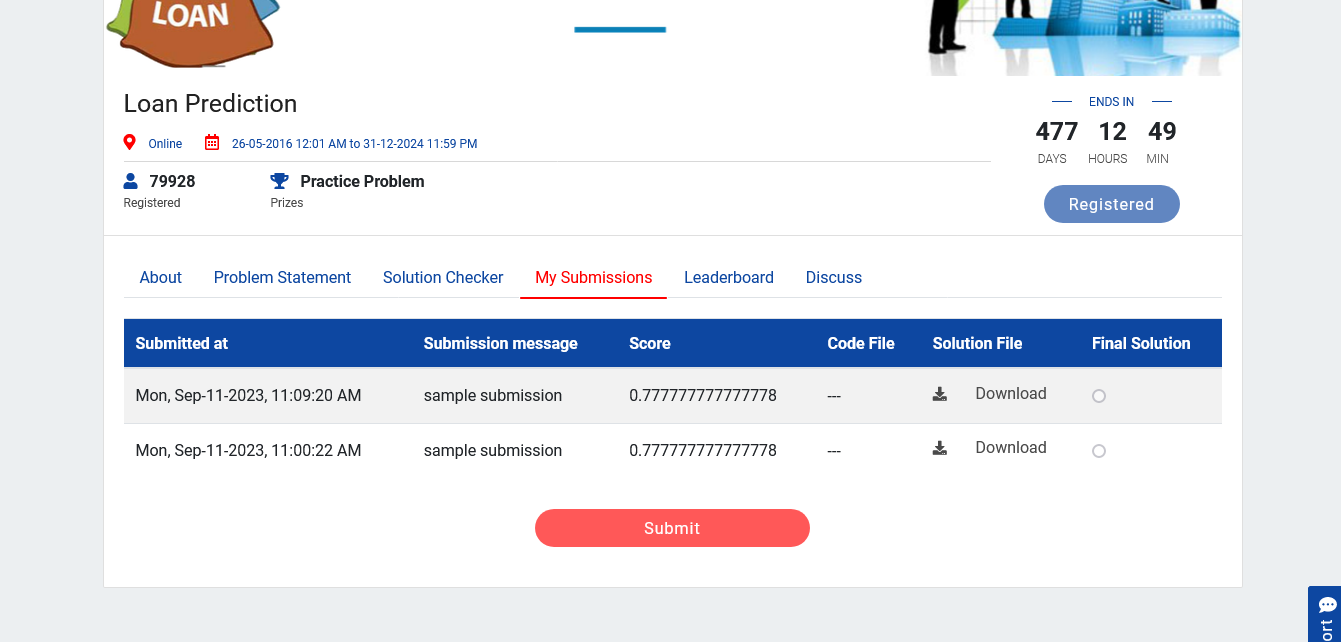 LOAN
Loan Prediction
ENDS IN
477 12 49
DAYS HOURS MIN
Online 26-05-2016 12:01 AM to 31-12-2024 11:59 PM
79928 Practice Problem
Registered Prizes
Registered
About Problem Statement Solution Checker My Submissions Leaderboard Discuss
Submitted at Submission message Score Code File Solution File Final Solution
Mon, Sep-11-2023, 11:09:20 AM sample submission 0.777777777777778 --- Download
Mon, Sep-11-2023, 11:00:22 AM sample submission 0.777777777777778 --- Download
Submit